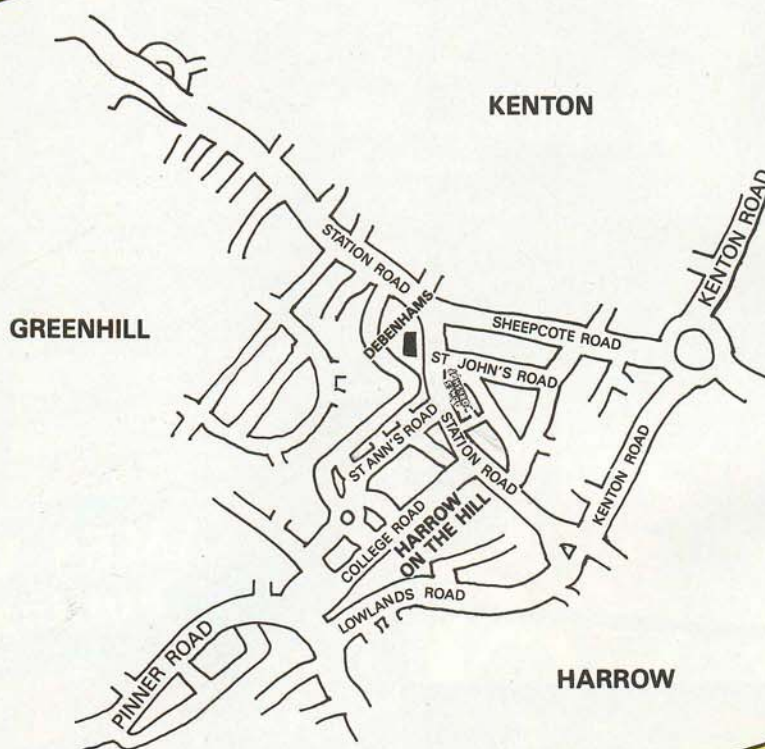 KENTON
KENTON ROAD
STATION ROAD
GREENHILL
DEBENHAMS
SHEEPCOTE ROAD
ST JOHN'S ROAD
ST ANN'S ROAD
STATION ROAD
KENTON ROAD
COLLEGE ROAD
HARROW
ON THE HILL
LOWLANDS ROAD
PINNER ROAD
HARROW